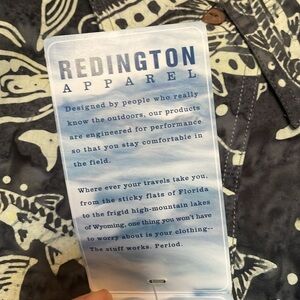 REDINGTON
APPAREL
Designed by people who really
know the outdoors, our products
are engineered for performance
so that you stay comfortable in
the field.
Where ever your travels take you,
from the sticky flats of Florida
to the frigid high-mountain lakes
of Wyoming, one thing you won't have
to worry about is your clothing--
The stuff works. Period.